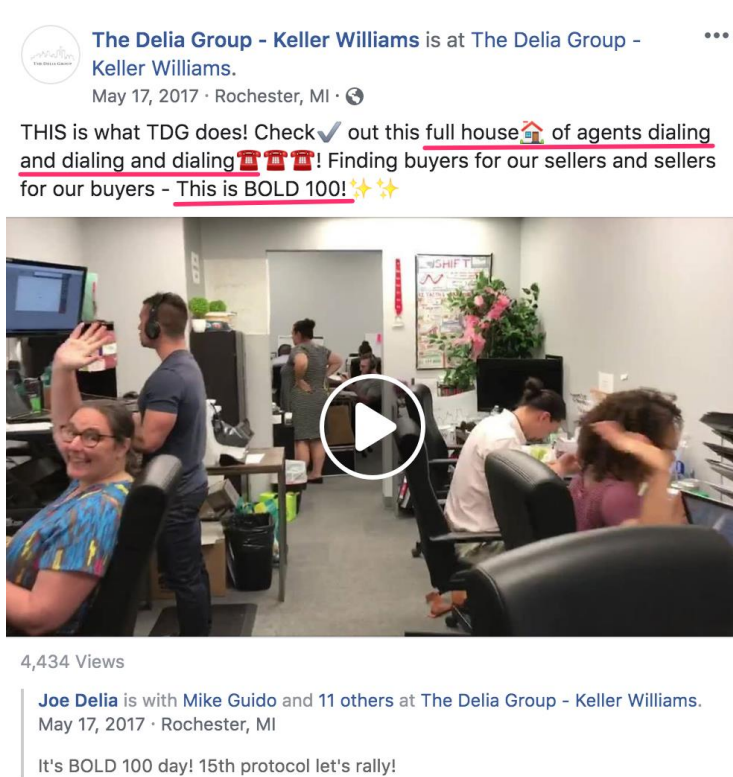 The Delia Group - Keller Williams is at The Delia Group -
Keller Williams.
May 17, 2017 · Rochester, MI ·
THIS is what TDG does! Check✔️ out this full house🏠 of agents dialing
and dialing and dialing☎️☎️☎️! Finding buyers for our sellers and sellers
for our buyers - This is BOLD 100!✨✨
THE DELIA GROUP
SHIFT
4,434 Views
Joe Delia is with Mike Guido and 11 others at The Delia Group - Keller Williams.
May 17, 2017 · Rochester, MI
It's BOLD 100 day! 15th protocol let's rally!